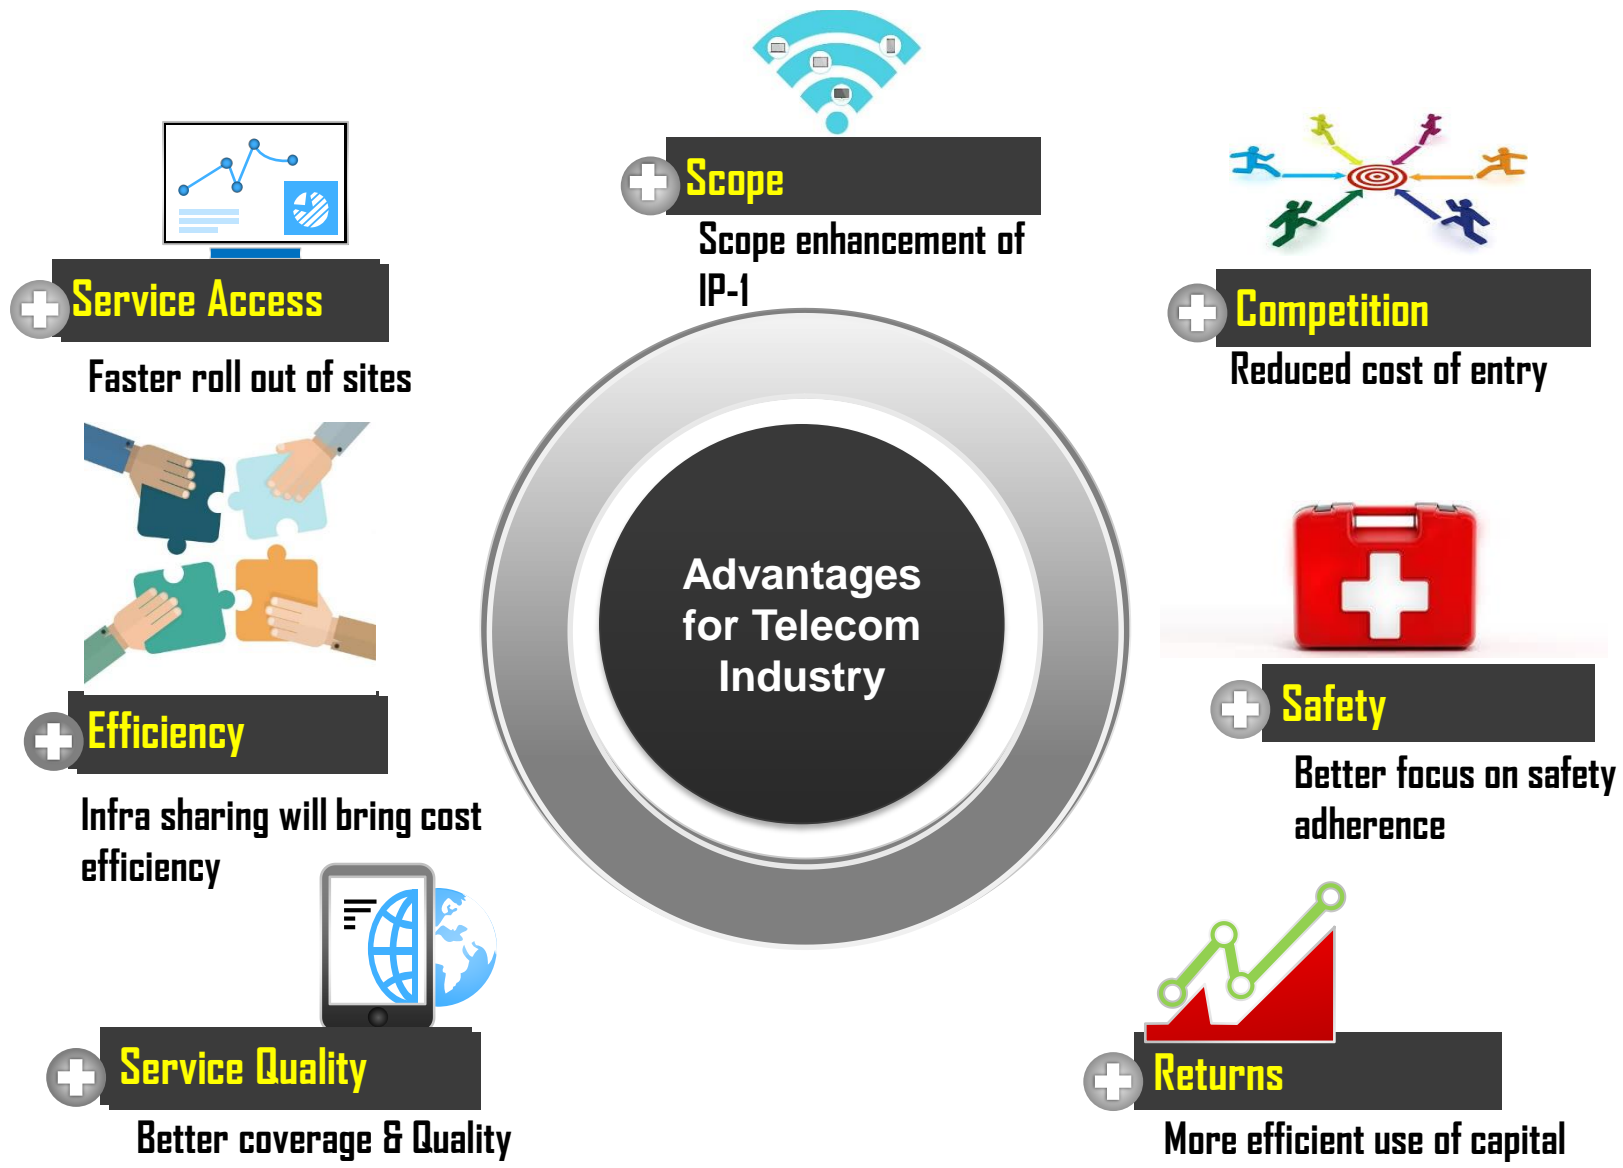 Scope
Scope enhancement of
IP-1
Service Access
Faster roll out of sites
Competition
Reduced cost of entry
Advantages
for Telecom
Industry
Efficiency
Infra sharing will bring cost
efficiency
Safety
Better focus on safety
adherence
Service Quality
Better coverage & Quality
Returns
More efficient use of capital